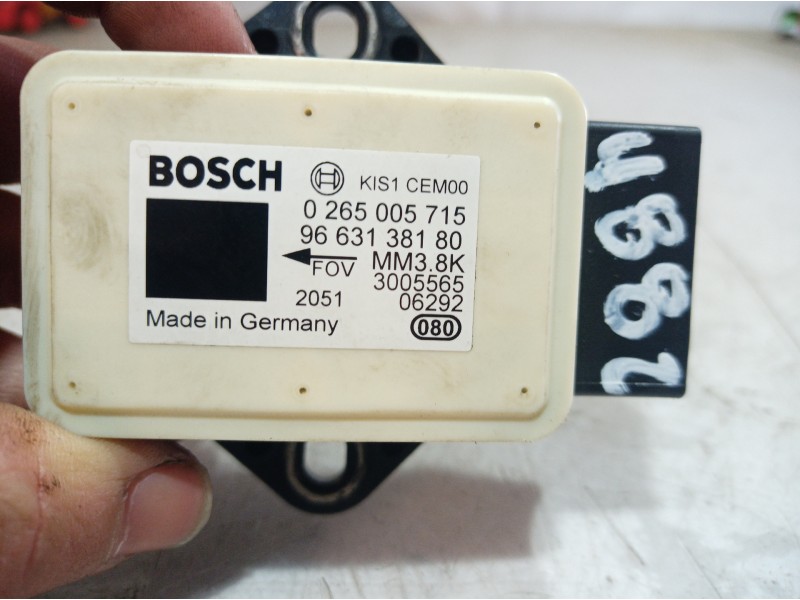 BOSCH KIS1 CEM00
0 265 005 715
96 631 381 80
FOV MM3.8K
3005565
2051 06292
Made in Germany 080
4882